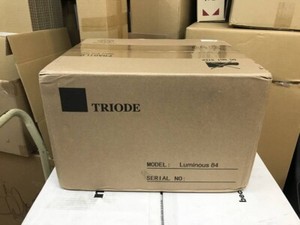 TRIODE
MODEL: Luminous 84
SERIAL NO: